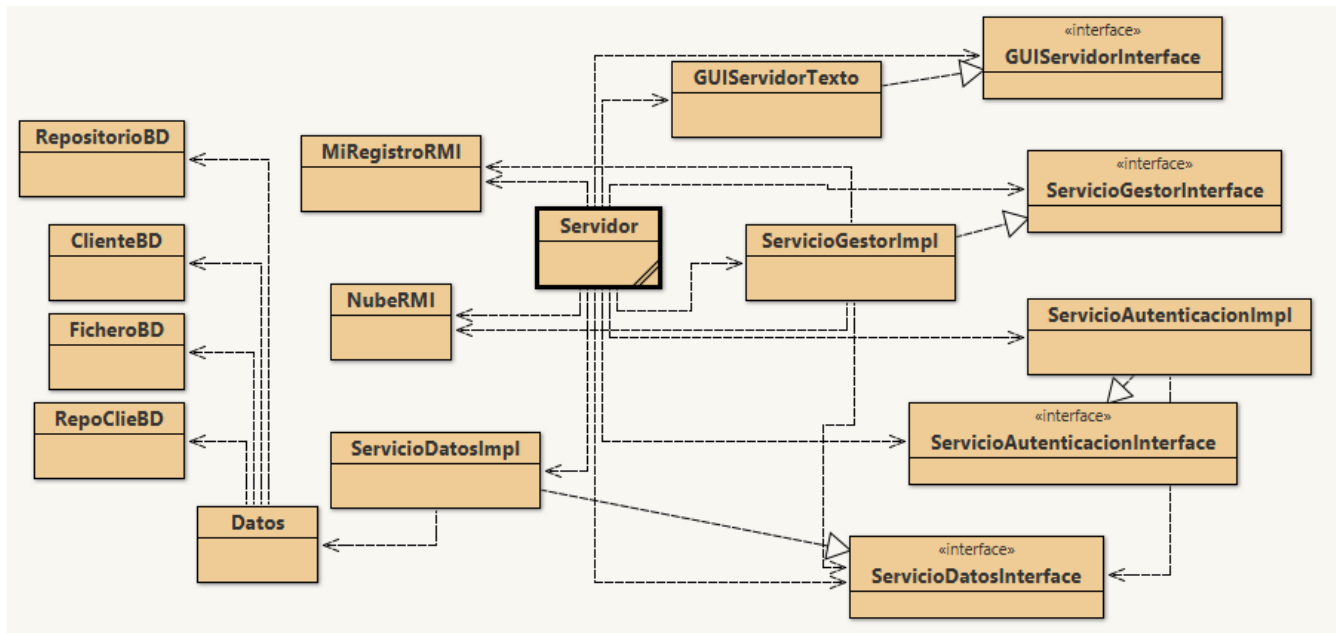 «interface»
GUIServidorInterface
GUIServidorTexto
RepositorioBD
MiRegistroRMI
«interface»
ServicioGestorInterface
Servidor
ServicioGestorImpl
ClienteBD
NubeRMI
ServicioAutenticacionImpl
FicheroBD
RepoClieBD
«interface»
ServicioAutenticacionInterface
ServicioDatosImpl
Datos
«interface»
ServicioDatosInterface